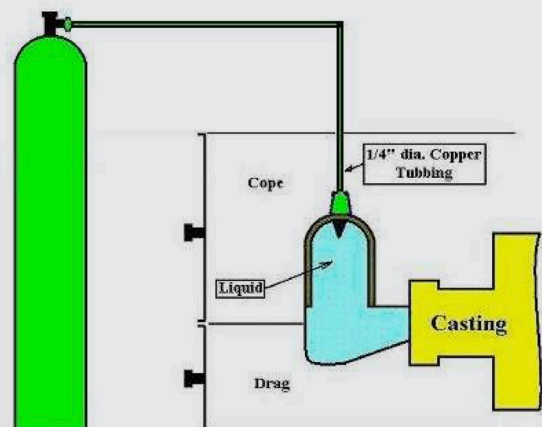 1/4" dia. Copper
Tubbing
Cope
Liquid
Casting
Drag